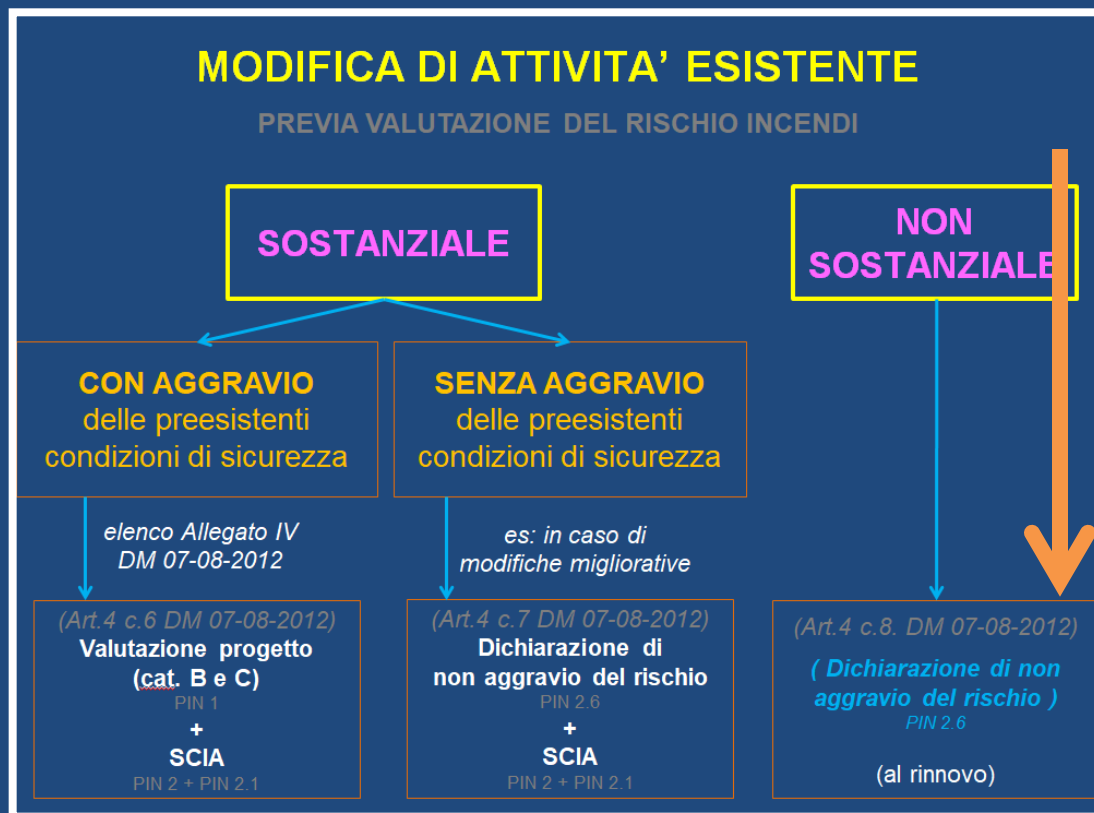 MODIFICA DI ATTIVITA’ ESISTENTE
PREVIA VALUTAZIONE DEL RISCHIO INCENDI
SOSTANZIALE
NON
SOSTANZIALE
CON AGGRAVIO
delle preesistenti
condizioni di sicurezza
SENZA AGGRAVIO
delle preesistenti
condizioni di sicurezza
elenco Allegato IV
DM 07-08-2012
es: in caso di
modifiche migliorative
(Art.4 c.6 DM 07-08-2012)
Valutazione progetto
(cat. B e C)
PIN 1
+
SCIA
PIN 2 + PIN 2.1
(Art.4 c.7 DM 07-08-2012)
Dichiarazione di
non aggravio del rischio
PIN 2.6
+
SCIA
PIN 2 + PIN 2.1
(Art.4 c.8. DM 07-08-2012)
( Dichiarazione di non
aggravio del rischio )
PIN 2.6
(al rinnovo)